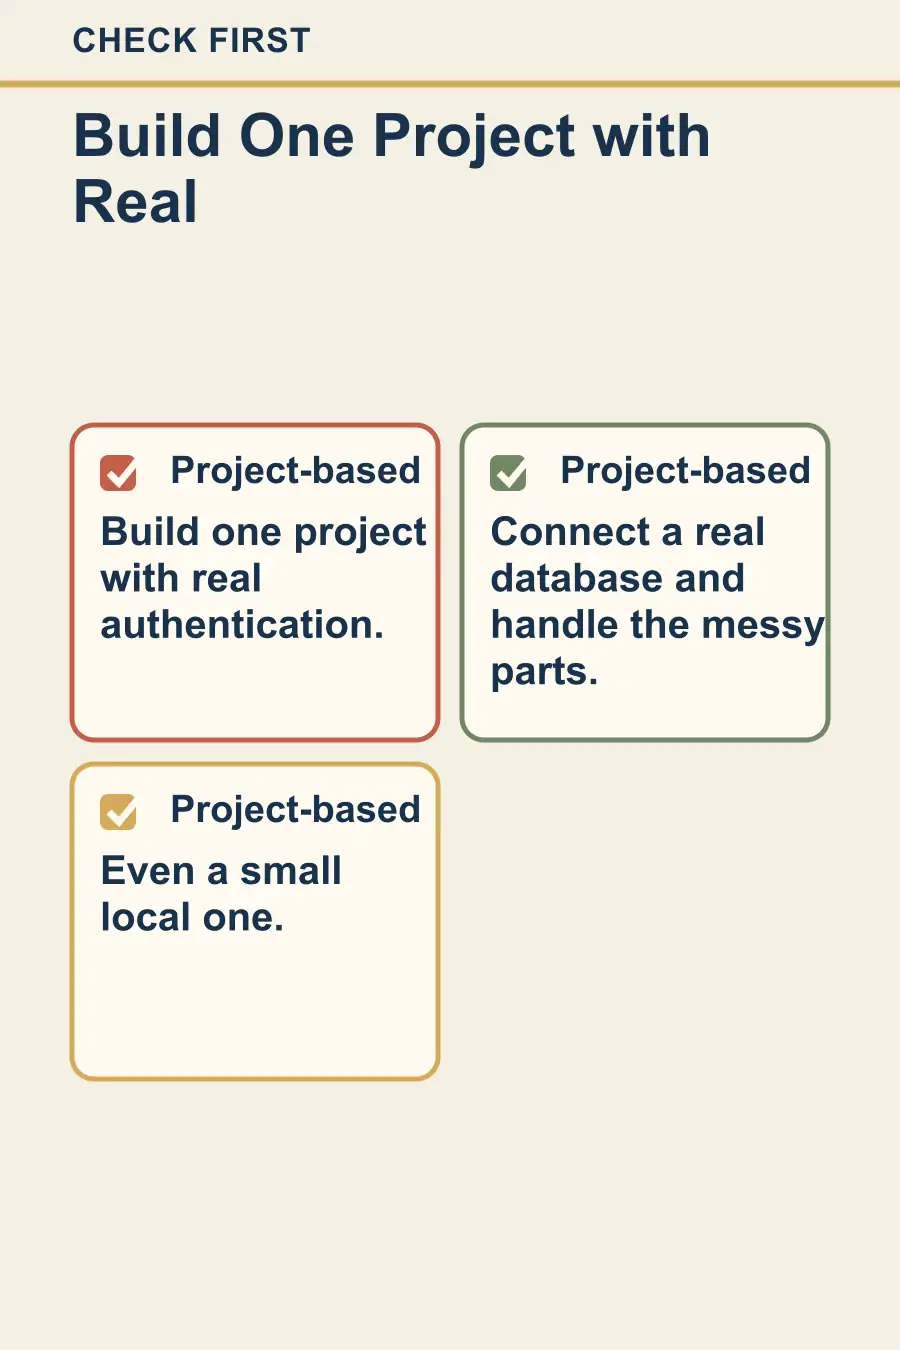 CHECK FIRST
Build One Project with
Real
Project-based
Build one project
with real
authentication.
Project-based
Connect a real
database and
handle the messy
parts.
Project-based
Even a small
local one.